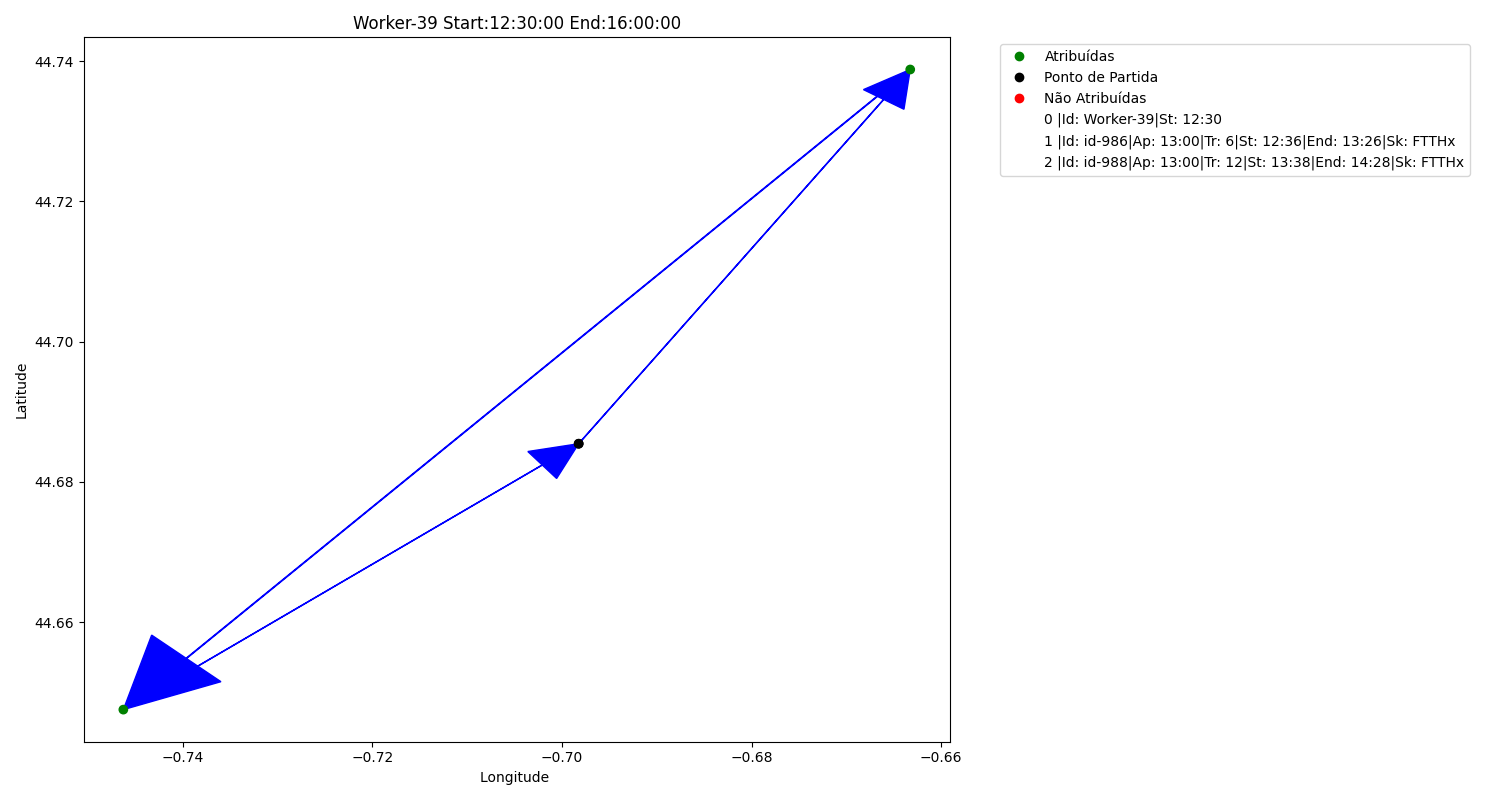 Worker-39 Start:12:30:00 End:16:00:00
44.74
44.72
44.70
44.68
44.66
Latitude
−0.74
−0.72
−0.70
−0.68
−0.66
Longitude
Atribuídas
Ponto de Partida
Não Atribuídas
0 |Id: Worker-39|St: 12:30
1 |Id: id-986|Ap: 13:00|Tr: 6|St: 12:36|End: 13:26|Sk: FTTHx
2 |Id: id-988|Ap: 13:00|Tr: 12|St: 13:38|End: 14:28|Sk: FTTHx